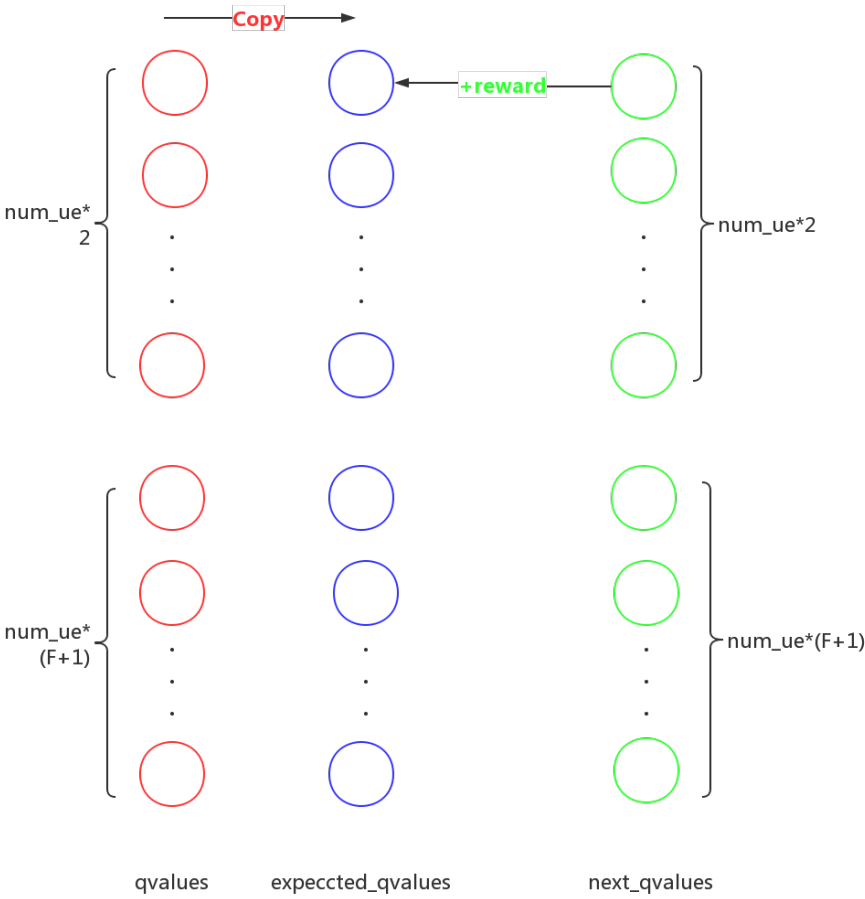 Copy
+reward
num_ue*
2
num_ue*2
num_ue*
(F+1)
num_ue*(F+1)
qvalues
expeccted_qvalues
next_qvalues